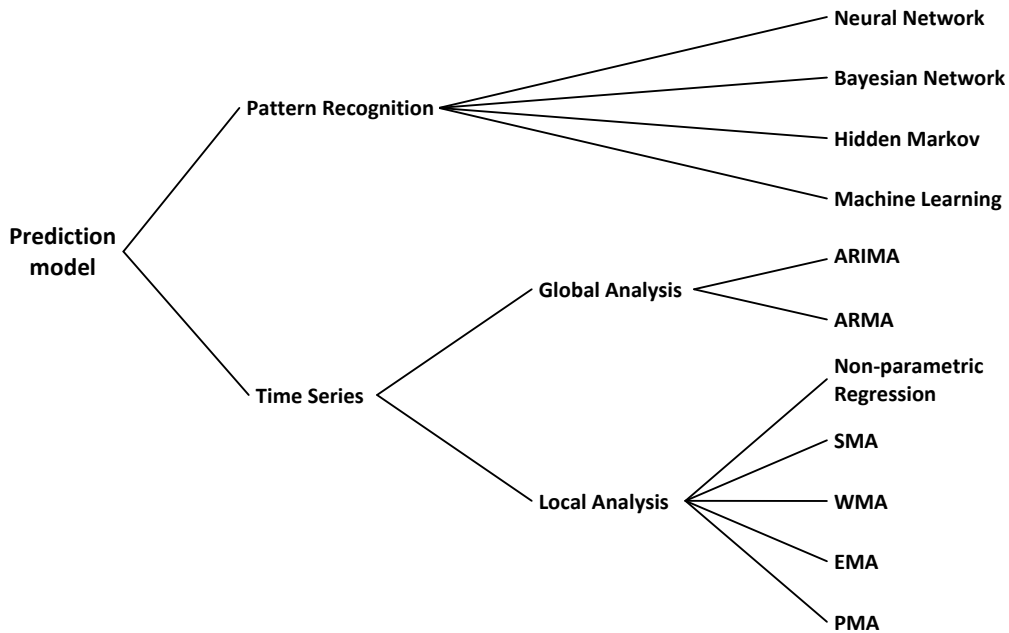 Neural Network
Bayesian Network
Pattern Recognition
Hidden Markov
Machine Learning
Prediction
model
ARIMA
Global Analysis
ARMA
Non-parametric
Regression
Time Series
SMA
Local Analysis
WMA
EMA
PMA